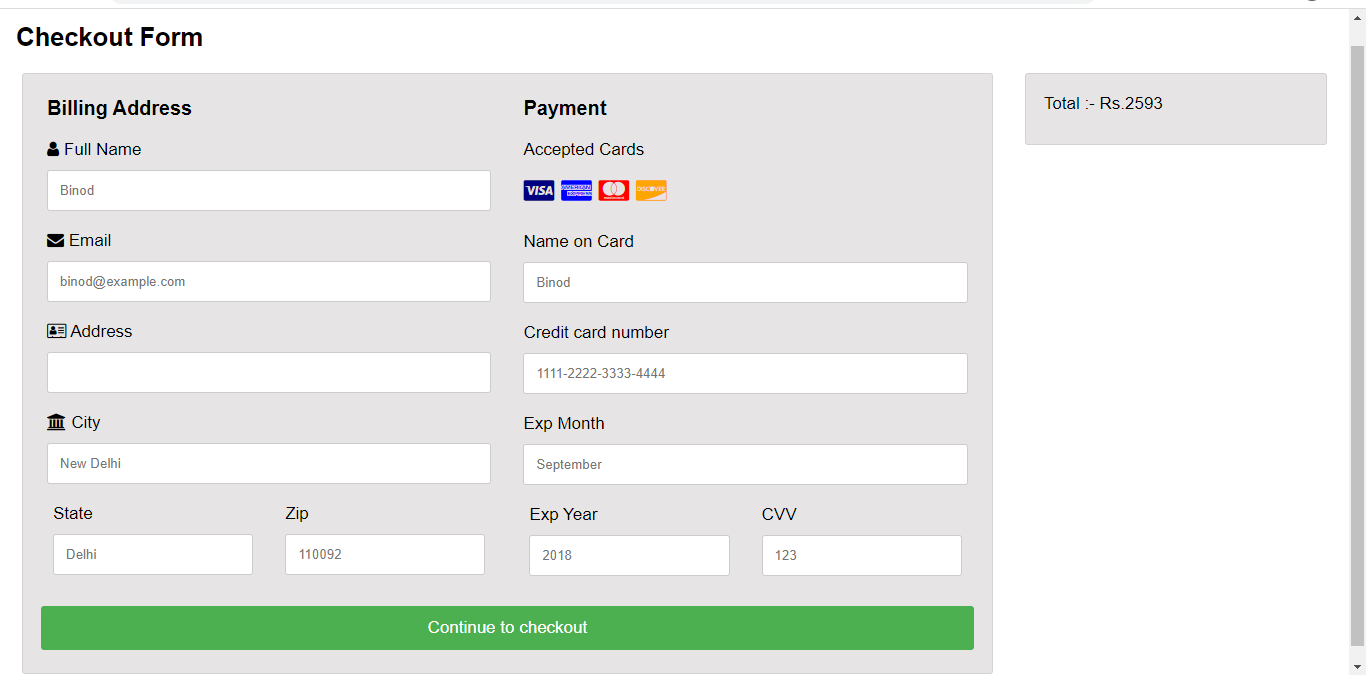 Checkout Form
Billing Address
Full Name
Binod
Email
binod@example.com
Address
City
New Delhi
State
Zip
Delhi
110092
Payment
Accepted Cards
VISA
DISCOVER
Name on Card
Binod
Credit card number
1111-2222-3333-4444
Exp Month
September
Exp Year
CVV
2018
123
Continue to checkout
Total :- Rs.2593